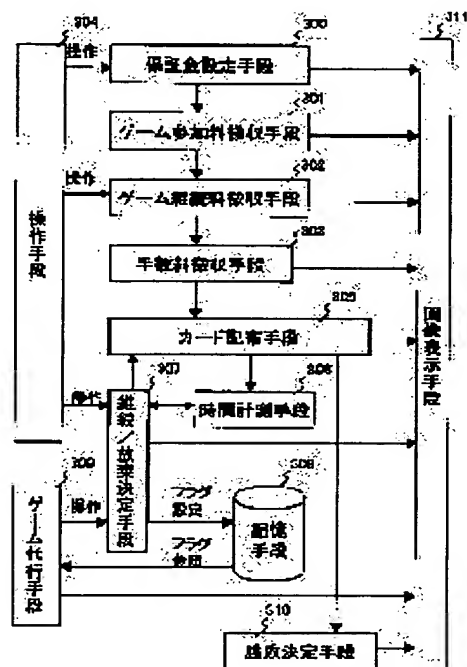 304
操作
300
保証金設定手段
311
301
ゲーム参加料徴収手段
302
操作
ゲーム継続料徴収手段
303
手数料徴収手段
操作手段
305
カード配布手段
画像表示手段
307
306
操作
時間計測手段
継続/放棄決定手段
309
操作
フラグ設定
308
記憶手段
フラグ
ゲーム代行手段
310
勝敗決定手段